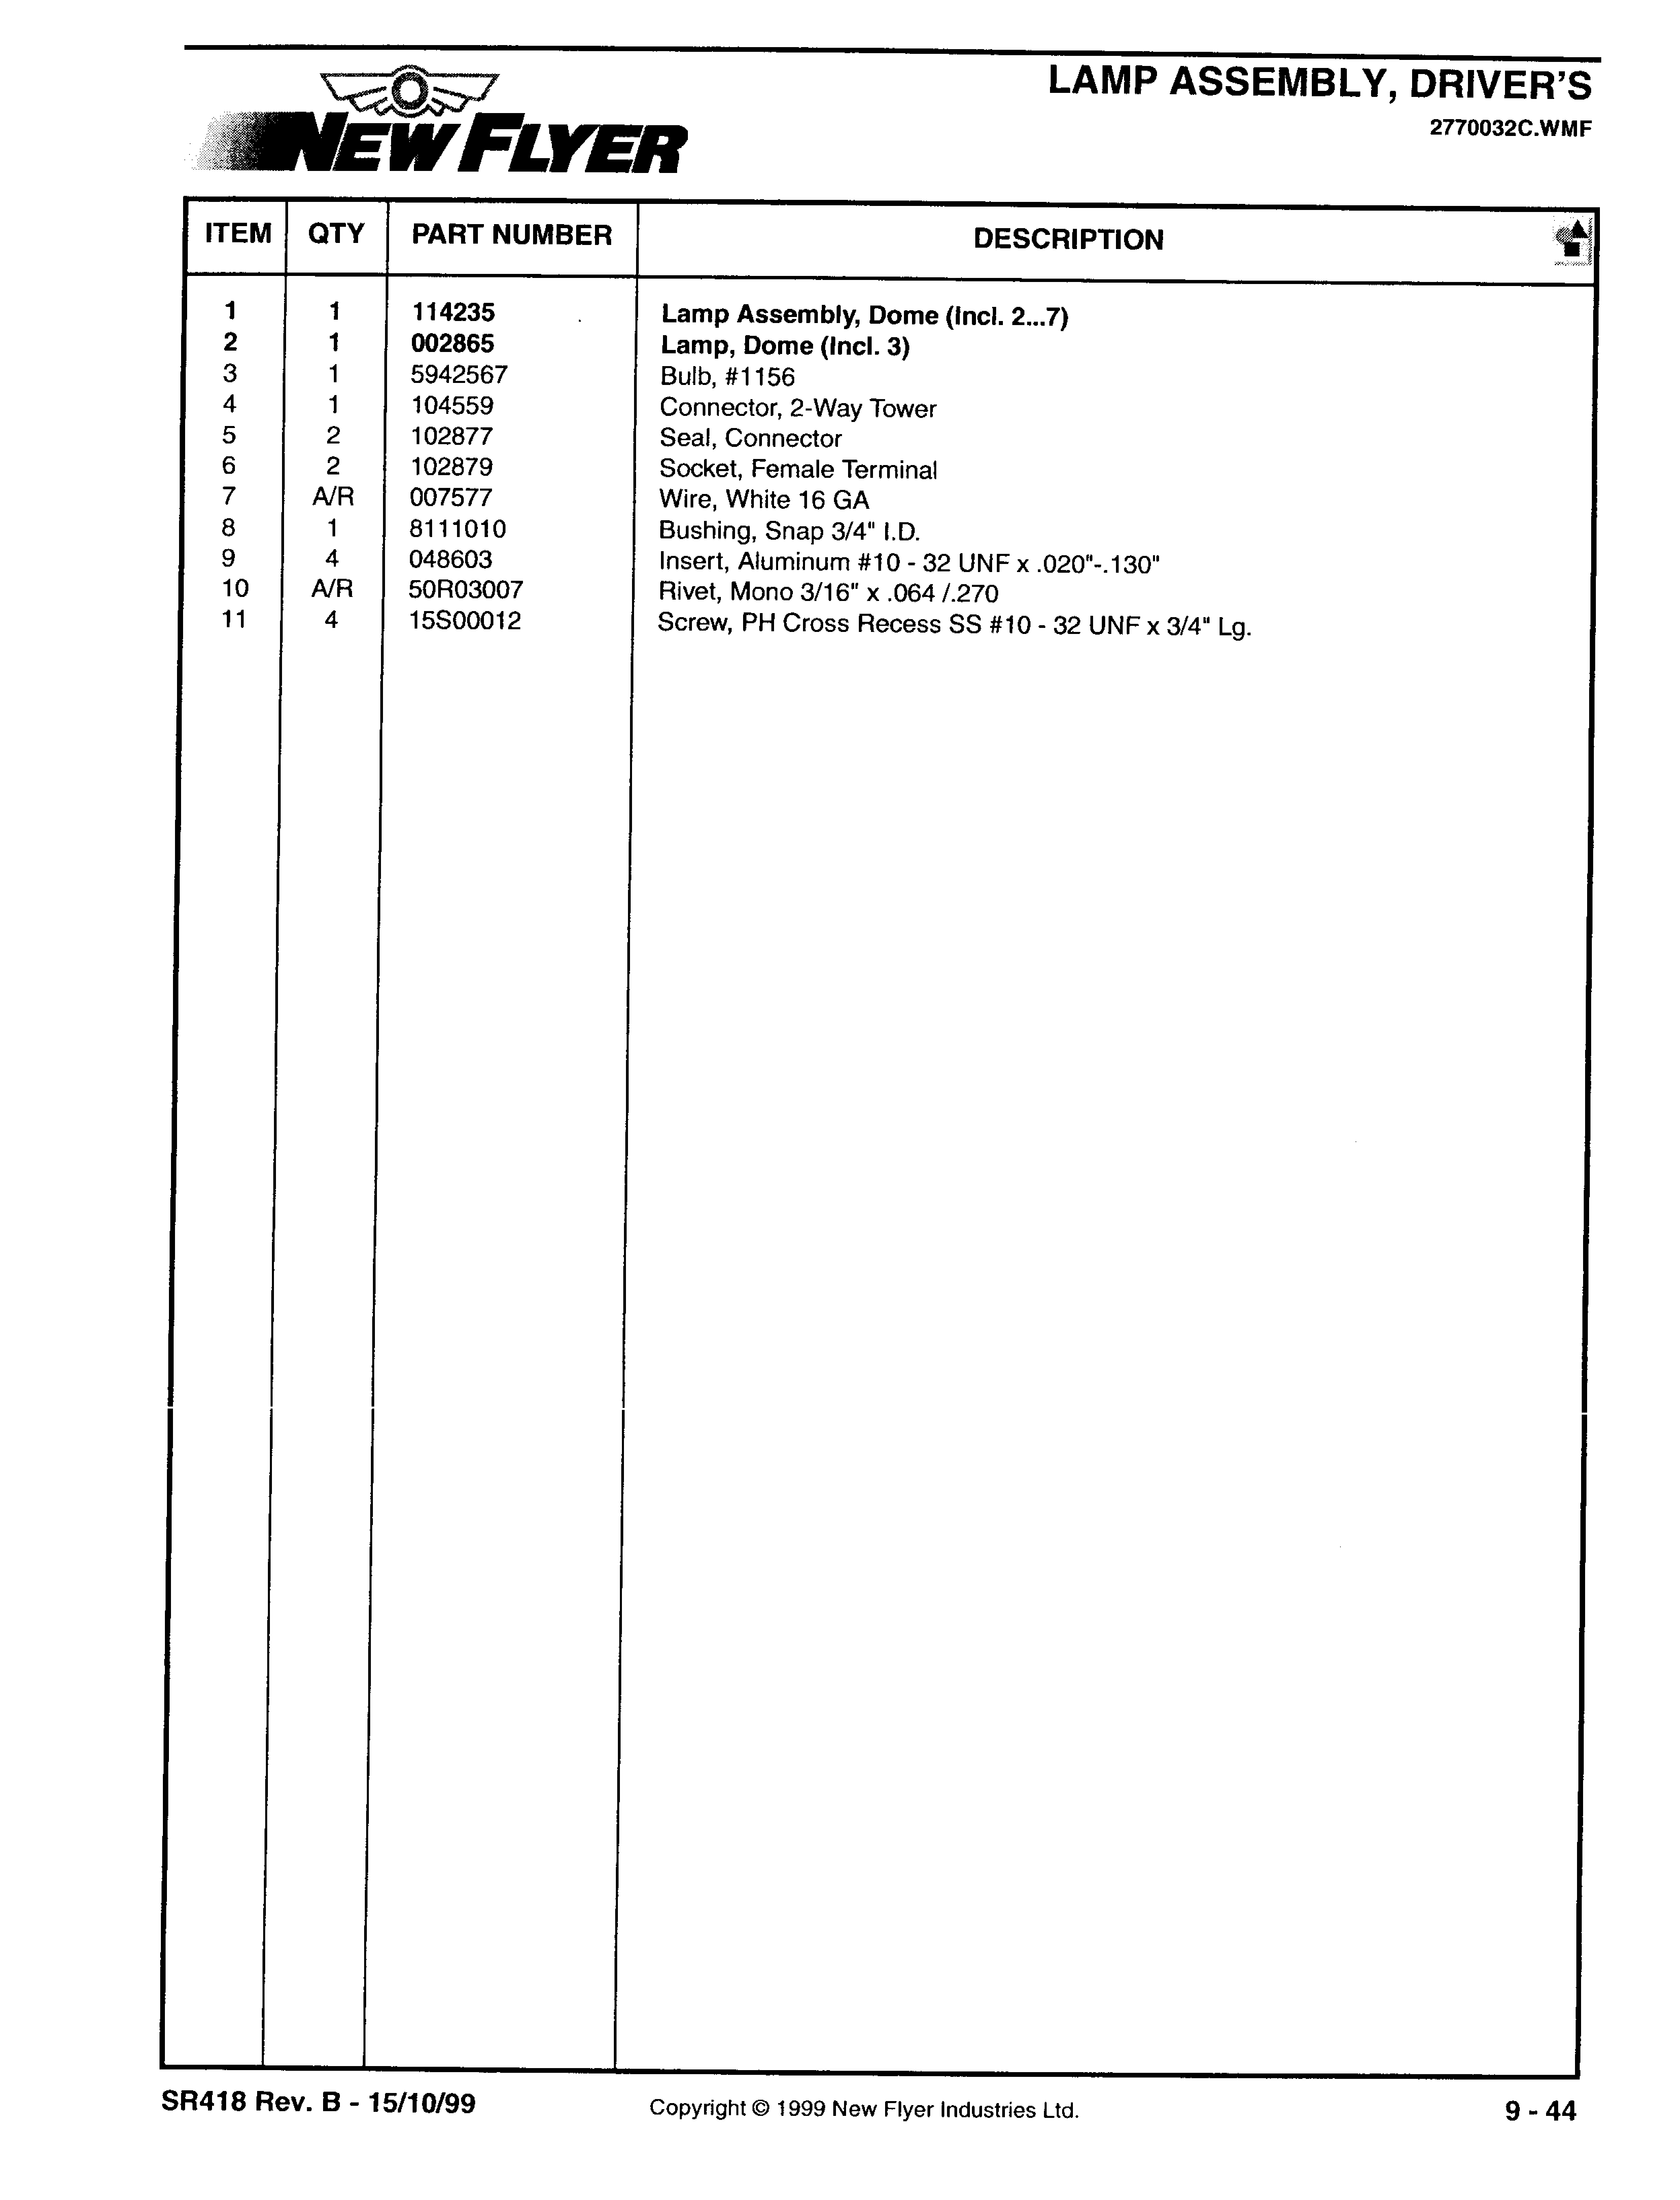 NEW FLYER
LAMP ASSEMBLY, DRIVER'S
2770032C.WMF
ITEM QTY PART NUMBER DESCRIPTION
1 1 114235 Lamp Assembly, Dome (Incl. 2...7)
2 1 002865 Lamp, Dome (Incl. 3)
3 1 5942567 Bulb, #1156
4 1 104559 Connector, 2-Way Tower
5 2 102877 Seal, Connector
6 2 102879 Socket, Female Terminal
7 A/R 007577 Wire, White 16 GA
8 1 8111010 Bushing, Snap 3/4" I.D.
9 4 048603 Insert, Aluminum #10 - 32 UNF x .020"-.130"
10 A/R 50R03007 Rivet, Mono 3/16" x .064 /.270
11 4 15S00012 Screw, PH Cross Recess SS #10 - 32 UNF x 3/4" Lg.
SR418 Rev. B - 15/10/99 Copyright © 1999 New Flyer Industries Ltd. 9 - 44